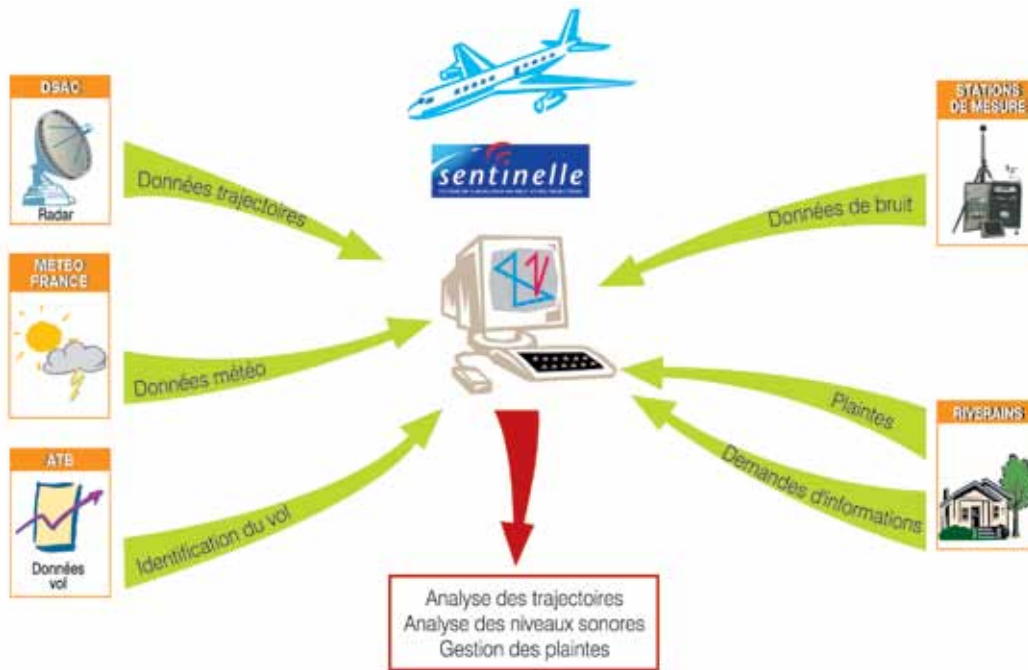 DSAC
Radar
Données trajectoires
sentinelle
STATIONS
DE MESURE
Données de bruit
METEO
FRANCE
Données météo
Plaintes
RIVERAINS
Demandes d'informations
ATB
Données
vol
Identification du vol
Analyse des trajectoires
Analyse des niveaux sonores
Gestion des plaintes